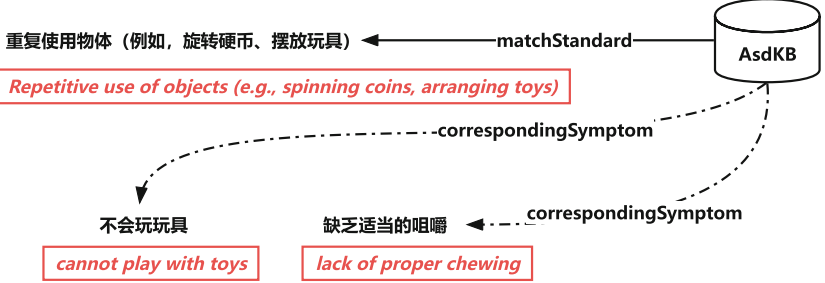 重复使用物体（例如，旋转硬币、摆放玩具）
matchStandard
AsdKB
Repetitive use of objects (e.g., spinning coins, arranging toys)
correspondingSymptom
correspondingSymptom
不会玩玩具
缺乏适当的咀嚼
cannot play with toys
lack of proper chewing